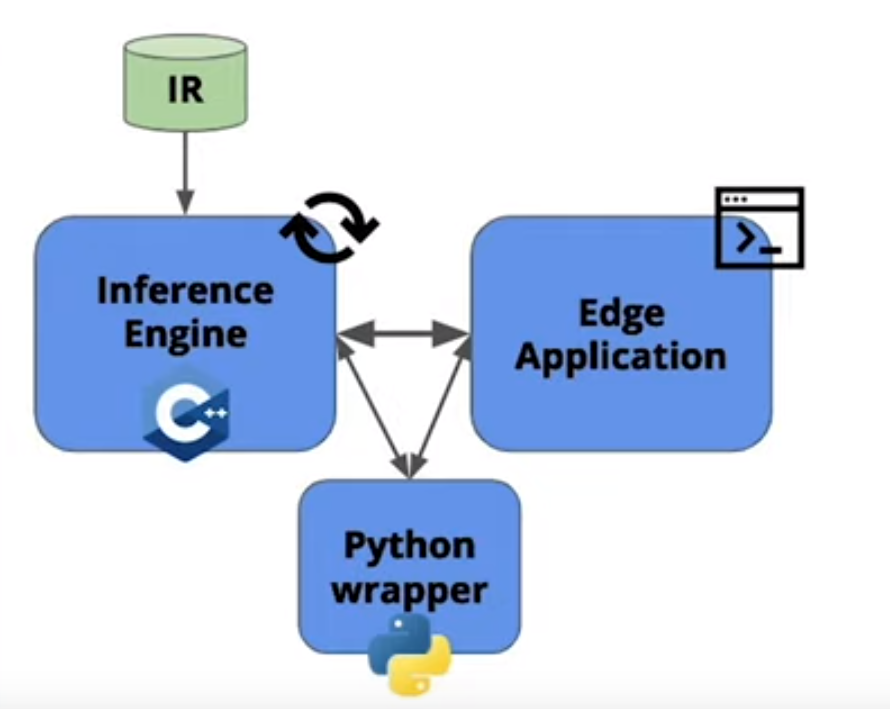 IR
Inference
Engine
C++
Edge
Application
Python
wrapper